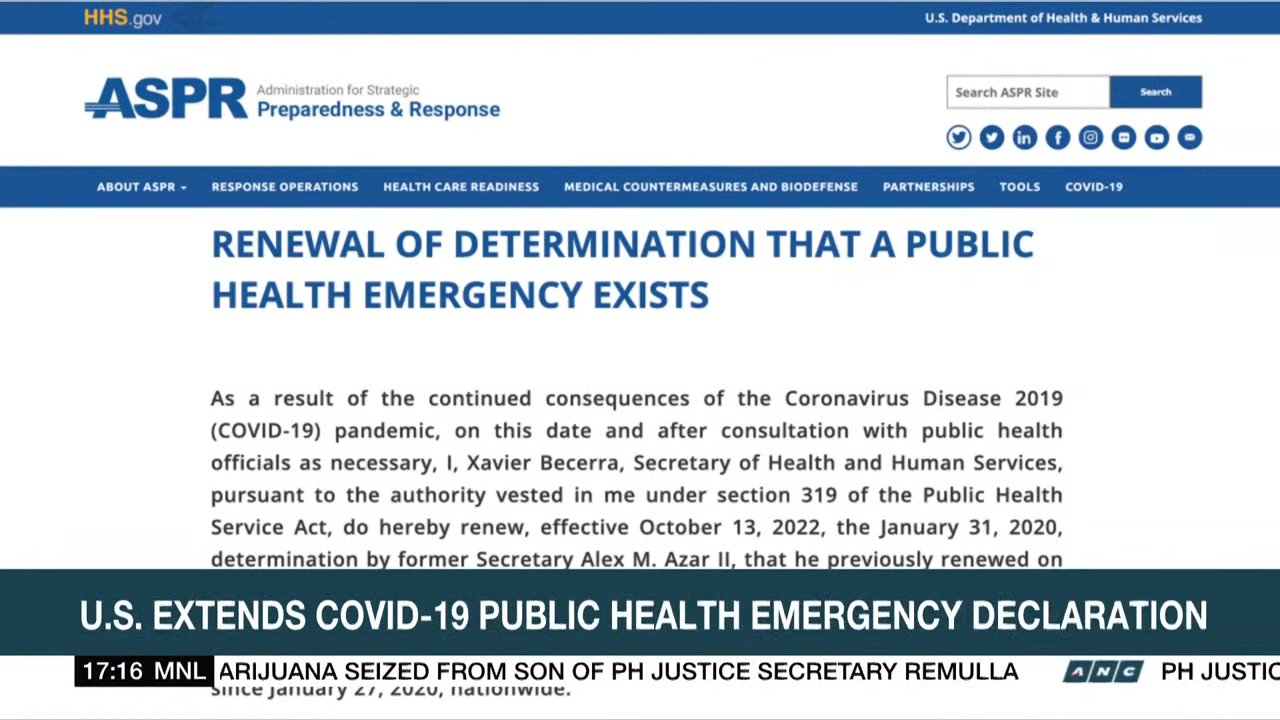 HHS.gov
U.S. Department of Health & Human Services
ASPR Administration for Strategic
Preparedness & Response
Search ASPR Site
Search
ABOUT ASPR
RESPONSE OPERATIONS
HEALTH CARE READINESS
MEDICAL COUNTERMEASURES AND BIODEFENSE
PARTNERSHIPS
TOOLS
COVID-19
RENEWAL OF DETERMINATION THAT A PUBLIC
HEALTH EMERGENCY EXISTS
As a result of the continued consequences of the Coronavirus Disease 2019
(COVID-19) pandemic, on this date and after consultation with public health
officials as necessary, I, Xavier Becerra, Secretary of Health and Human Services,
pursuant to the authority vested in me under section 319 of the Public Health
Service Act, do hereby renew, effective October 13, 2022, the January 31, 2020,
determination by former Secretary Alex M. Azar II, that he previously renewed on
U.S. EXTENDS COVID-19 PUBLIC HEALTH EMERGENCY DECLARATION
17:16 MNL ARIJUANA SEIZED FROM SON OF PH JUSTICE SECRETARY REMULLA ANC PH JUSTIC
since January 27, 2020, nationwide.